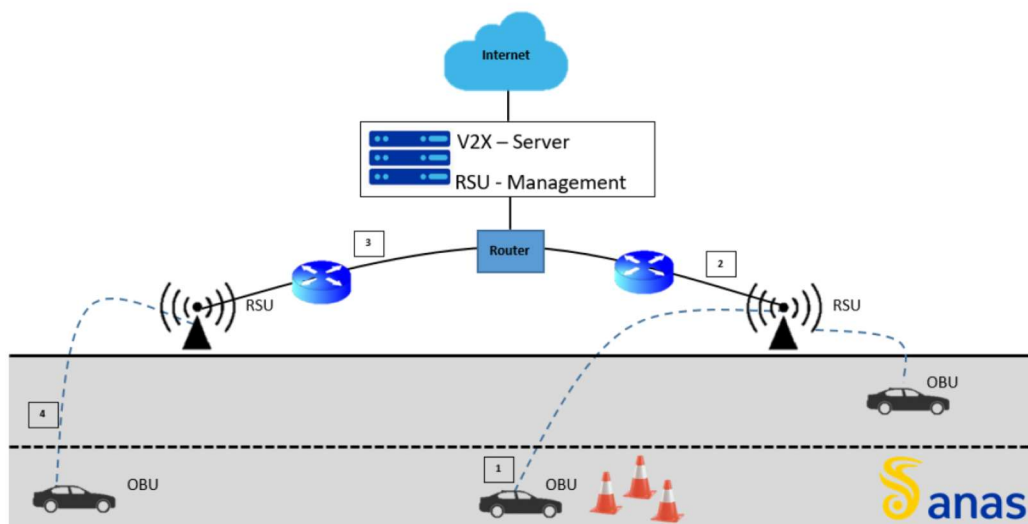 Internet
V2X – Server
RSU - Management
3
Router
2
RSU
RSU
OBU
4
1
OBU
OBU
anas